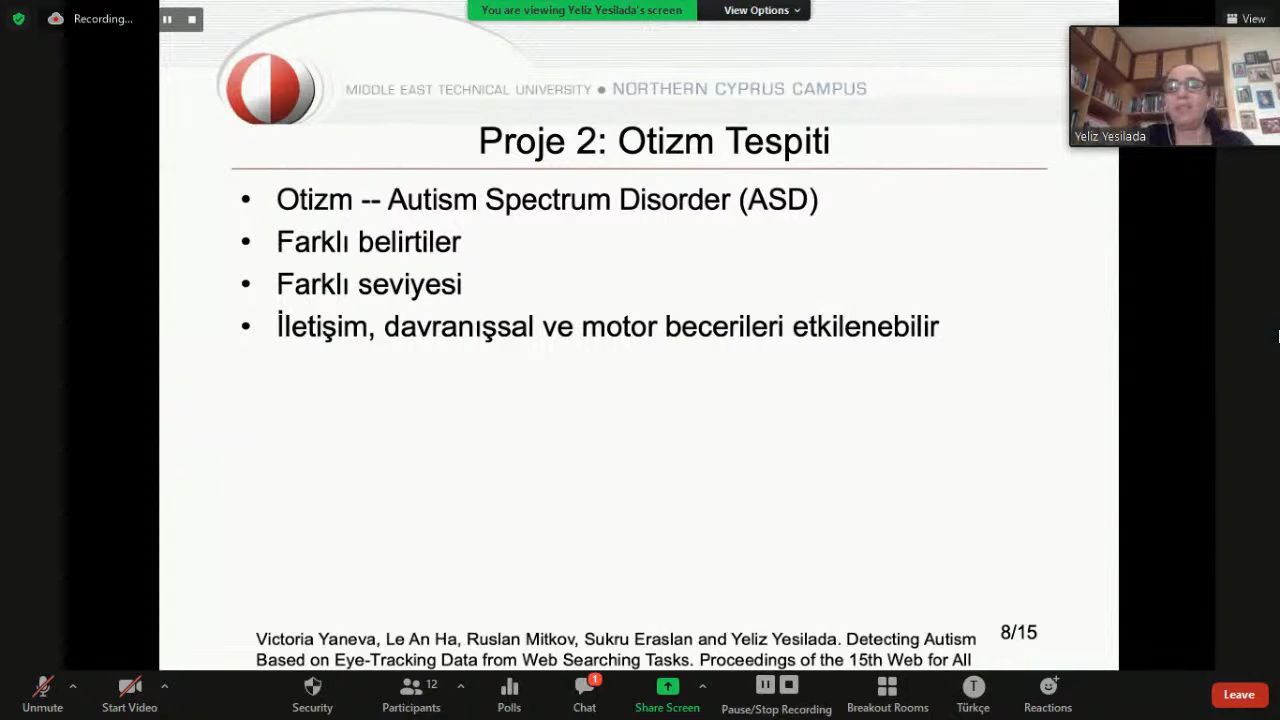 You are viewing Yeliz Yesilada's screen
View Options
Recording...
View
MIDDLE EAST TECHNICAL UNIVERSITY ● NORTHERN CYPRUS CAMPUS
Yeliz Yesilada
Proje 2: Otizm Tespiti
• Otizm -- Autism Spectrum Disorder (ASD)
• Farklı belirtiler
• Farklı seviyesi
• İletişim, davranışsal ve motor becerileri etkilenebilir
8/15
Victoria Yaneva, Le An Ha, Ruslan Mitkov, Sukru Eraslan and Yeliz Yesilada. Detecting Autism
Based on Eye-Tracking Data from Web Searching Tasks. Proceedings of the 15th Web for All
12
1
T
Unmute
Start Video
Security
Participants
Polls
Chat
Share Screen
Pause/Stop Recording
Breakout Rooms
Türkçe
Reactions
Leave